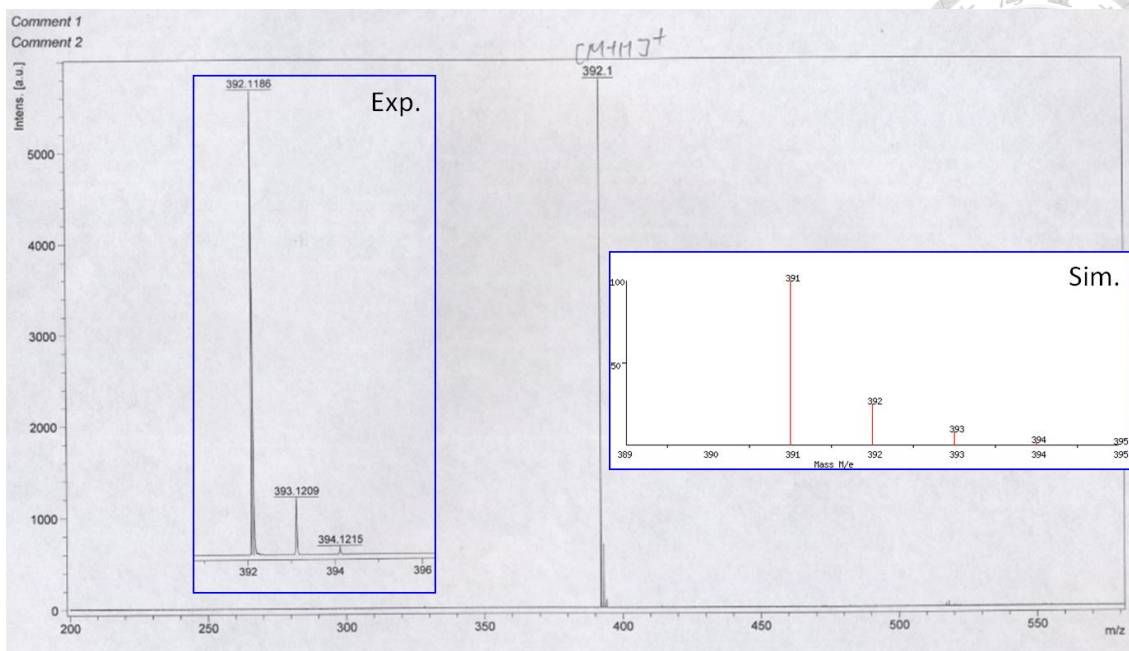 Comment 1
Comment 2
[M+H]+
392.1
Intens. [a.u.]
5000
4000
3000
2000
1000
0
200 250 300 350 400 450 500 550 m/z
392.1186
Exp.
393.1209
394.1215
392 394 396
Sim.
100
50
391
392
393
394
395
389 390 391 392 393 394 395
Mass M/e